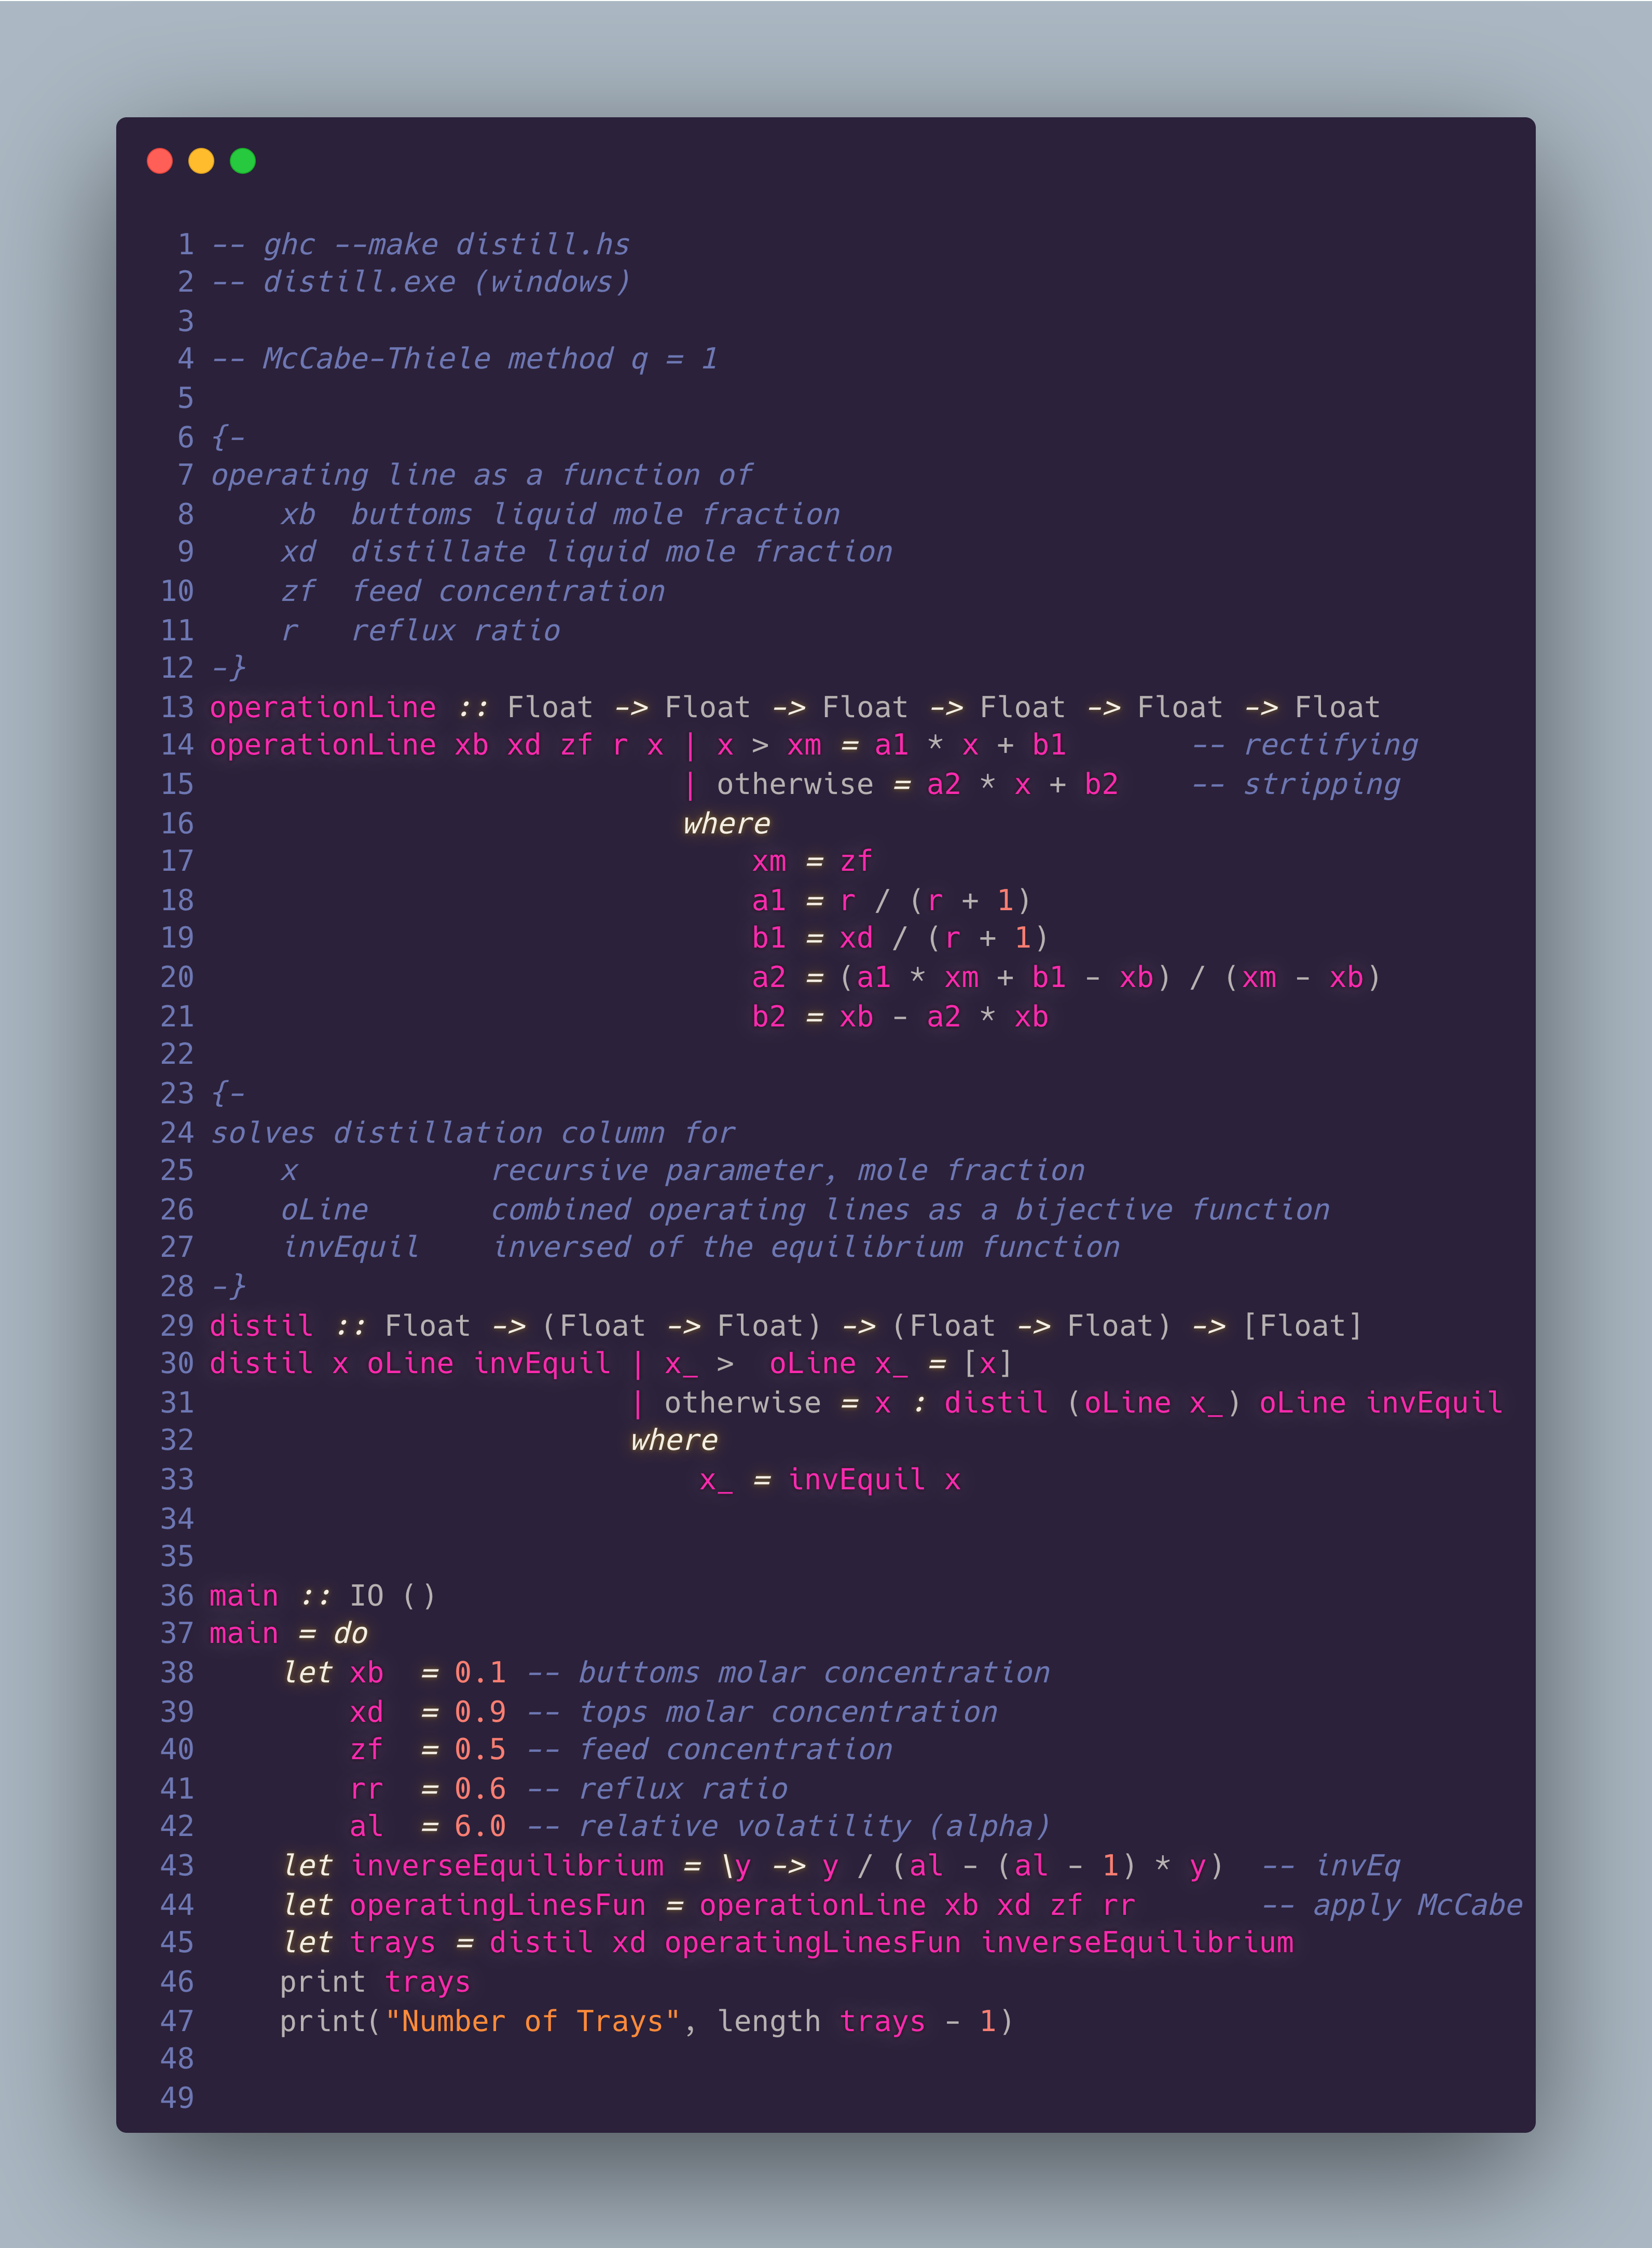 1 -- ghc --make distill.hs
2 -- distill.exe (windows)
3
4 -- McCabe-Thiele method q = 1
5
6 {-
7 operating line as a function of
8     xb  buttoms liquid mole fraction
9     xd  distillate liquid mole fraction
10     zf  feed concentration
11     r   reflux ratio
12 -}
13 operationLine :: Float -> Float -> Float -> Float -> Float -> Float
14 operationLine xb xd zf r x | x > xm = a1 * x + b1       -- rectifying
15                            | otherwise = a2 * x + b2    -- stripping
16                            where
17                                xm = zf
18                                a1 = r / (r + 1)
19                                b1 = xd / (r + 1)
20                                a2 = (a1 * xm + b1 - xb) / (xm - xb)
21                                b2 = xb - a2 * xb
22
23 {-
24 solves distillation column for
25     x           recursive parameter, mole fraction
26     oLine       combined operating lines as a bijective function
27     invEquil    inversed of the equilibrium function
28 -}
29 distil :: Float -> (Float -> Float) -> (Float -> Float) -> [Float]
30 distil x oLine invEquil | x_ >  oLine x_ = [x]
31                         | otherwise = x : distil (oLine x_) oLine invEquil
32                         where
33                             x_ = invEquil x
34
35
36 main :: IO ()
37 main = do
38     let xb  = 0.1 -- buttoms molar concentration
39         xd  = 0.9 -- tops molar concentration
40         zf  = 0.5 -- feed concentration
41         rr  = 0.6 -- reflux ratio
42         al  = 6.0 -- relative volatility (alpha)
43     let inverseEquilibrium = \y -> y / (al - (al - 1) * y)  -- invEq
44     let operatingLinesFun = operationLine xb xd zf rr       -- apply McCabe
45     let trays = distil xd operatingLinesFun inverseEquilibrium
46     print trays
47     print("Number of Trays", length trays - 1)
48
49